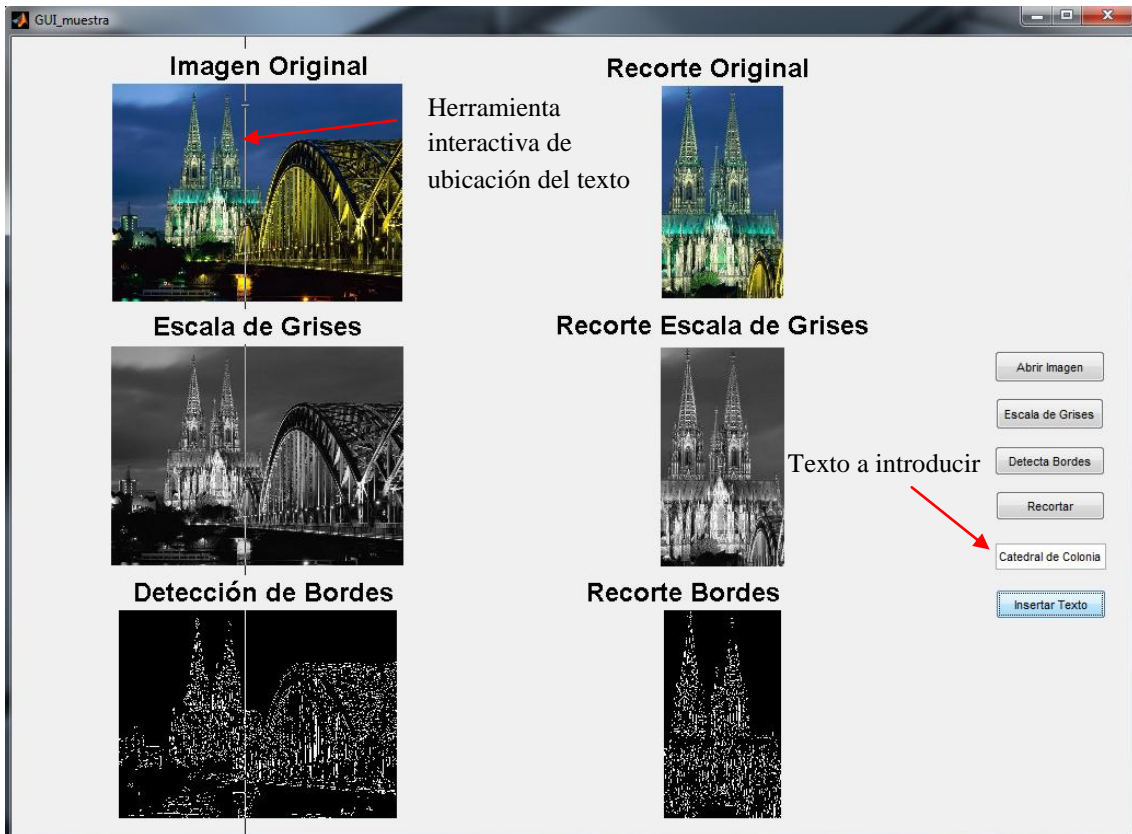 GUI_muestra
Imagen Original
Recorte Original
Herramienta
interactiva de
ubicación del texto
Escala de Grises
Recorte Escala de Grises
Abrir Imagen
Escala de Grises
Texto a introducir
Detecta Bordes
Recortar
Catedral de Colonia
Detección de Bordes
Recorte Bordes
Insertar Texto